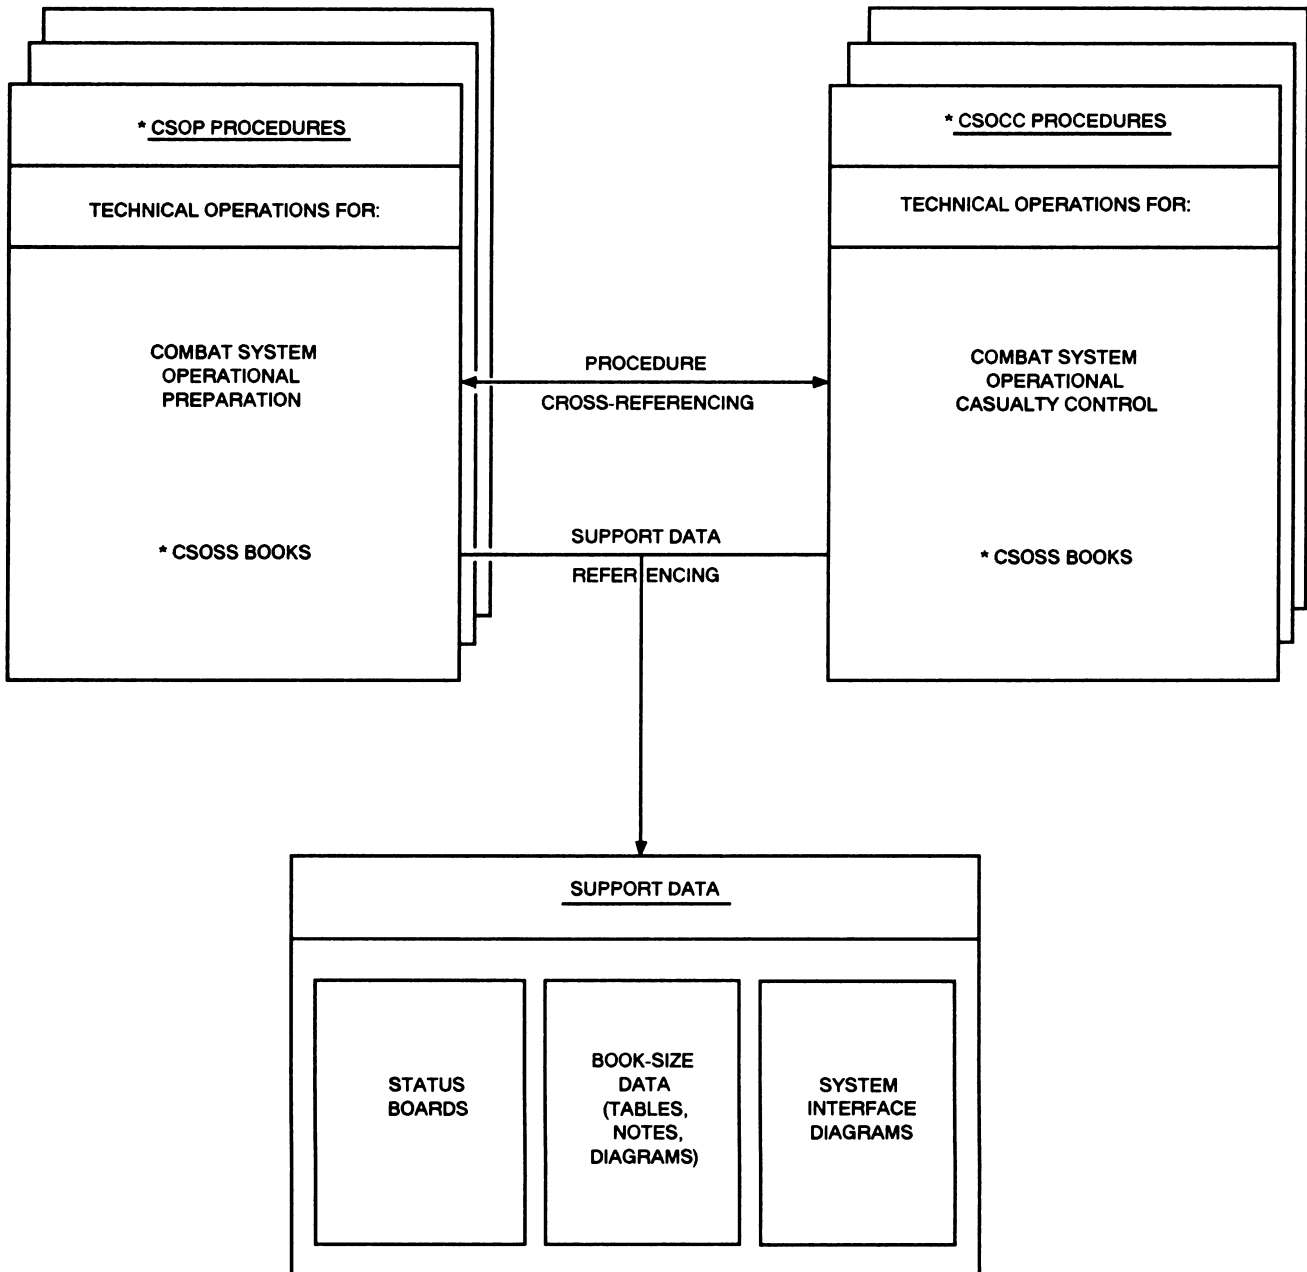 * CSOP PROCEDURES
TECHNICAL OPERATIONS FOR:
COMBAT SYSTEM
OPERATIONAL
PREPARATION
* CSOSS BOOKS
PROCEDURE
CROSS-REFERENCING
SUPPORT DATA
REFERENCING
* CSOCC PROCEDURES
TECHNICAL OPERATIONS FOR:
COMBAT SYSTEM
OPERATIONAL
CASUALTY CONTROL
* CSOSS BOOKS
SUPPORT DATA
STATUS
BOARDS
BOOK-SIZE
DATA
(TABLES,
NOTES,
DIAGRAMS)
SYSTEM
INTERFACE
DIAGRAMS